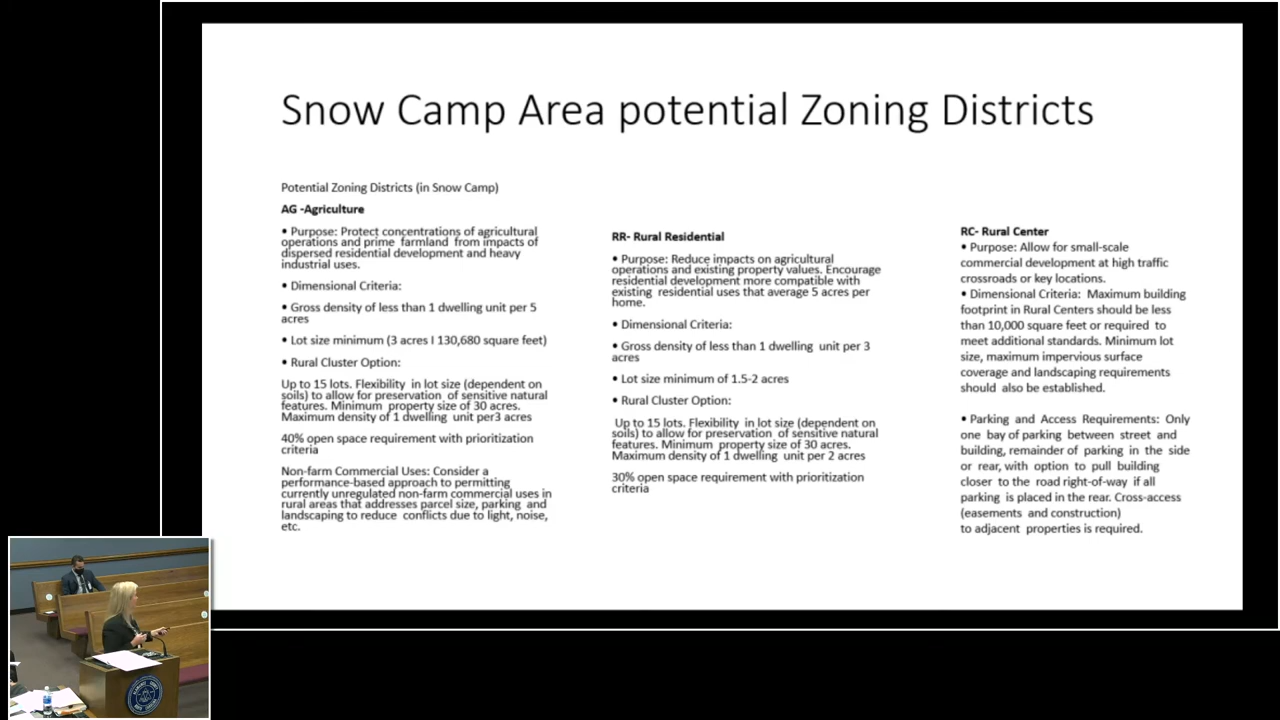 Snow Camp Area potential Zoning Districts
Potential Zoning Districts (in Snow Camp)
AG -Agriculture
• Purpose: Protect concentrations of agricultural
operations and prime farmland from impacts of
dispersed residential development and heavy
industrial uses.
• Dimensional Criteria:
• Gross density of less than 1 dwelling unit per 5
acres
• Lot size minimum (3 acres l 130,680 square feet)
• Rural Cluster Option:
Up to 15 lots. Flexibility in lot size (dependent on
soils) to allow for preservation of sensitive natural
features. Minimum property size of 30 acres.
Maximum density of 1 dwelling unit per3 acres
40% open space requirement with prioritization
criteria
Non-farm Commercial Uses: Consider a
performance-based approach to permitting
currently unregulated non-farm commercial uses in
rural areas that addresses parcel size, parking and
landscaping to reduce conflicts due to light, noise,
etc.
RR- Rural Residential
• Purpose: Reduce impacts on agricultural
operations and existing property values. Encourage
residential development more compatible with
existing residential uses that average 5 acres per
home.
• Dimensional Criteria:
• Gross density of less than 1 dwelling unit per 3
acres
• Lot size minimum of 1.5-2 acres
• Rural Cluster Option:
Up to 15 lots. Flexibility in lot size (dependent on
soils) to allow for preservation of sensitive natural
features. Minimum property size of 30 acres.
Maximum density of 1 dwelling unit per 2 acres
30% open space requirement with prioritization
criteria
RC- Rural Center
• Purpose: Allow for small-scale
commercial development at high traffic
crossroads or key locations.
• Dimensional Criteria: Maximum building
footprint in Rural Centers should be less
than 10,000 square feet or required to
meet additional standards. Minimum lot
size, maximum impervious surface
coverage and landscaping requirements
should also be established.
• Parking and Access Requirements: Only
one bay of parking between street and
building, remainder of parking in the side
or rear, with option to pull building
closer to the road right-of-way if all
parking is placed in the rear. Cross-access
(easements and construction)
to adjacent properties is required.